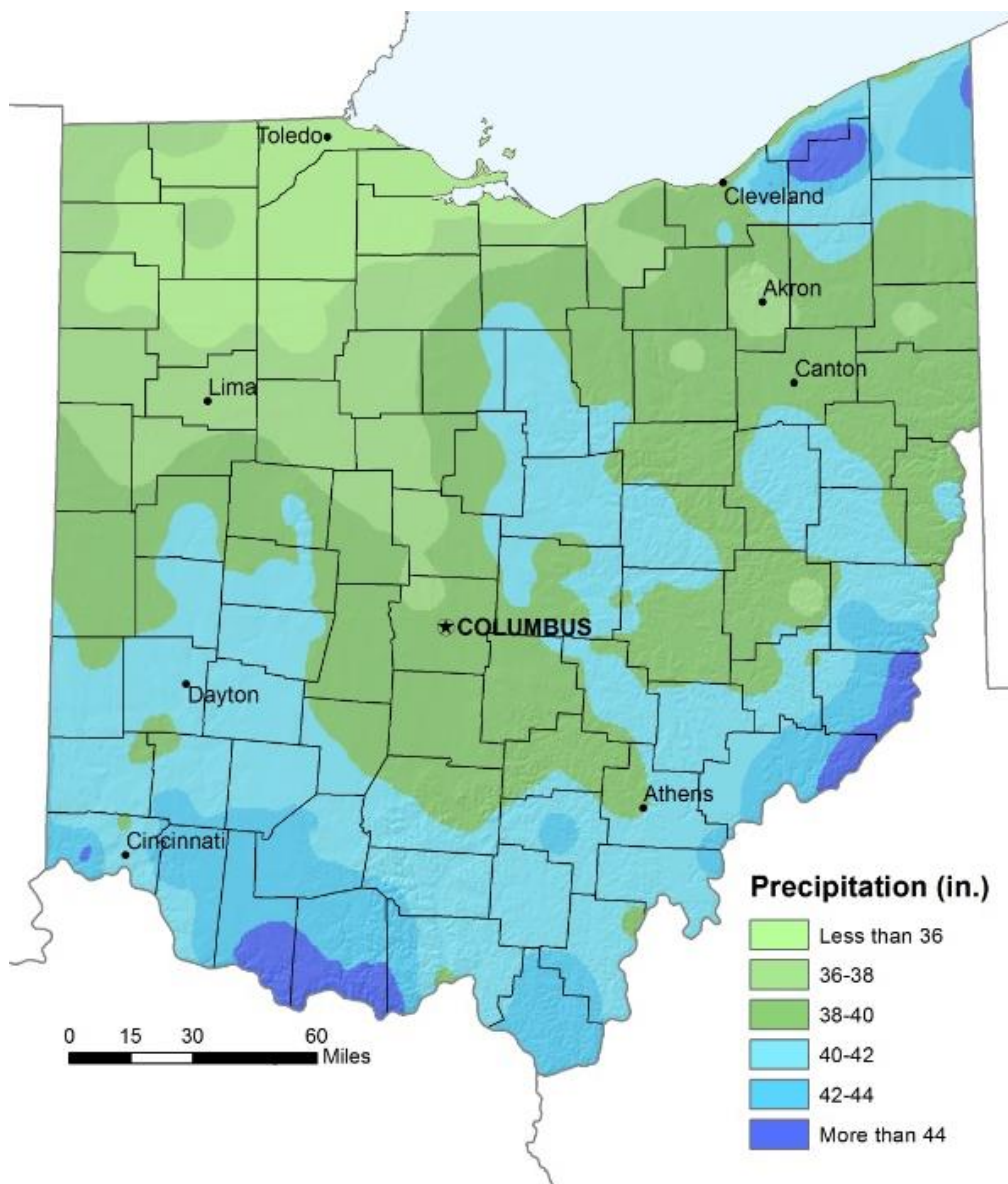 Toledo
Cleveland
Akron
Canton
Lima
COLUMBUS
Dayton
Athens
Cincinnati
Precipitation (in.)
Less than 36
36-38
38-40
40-42
42-44
More than 44
0 15 30 60
Miles